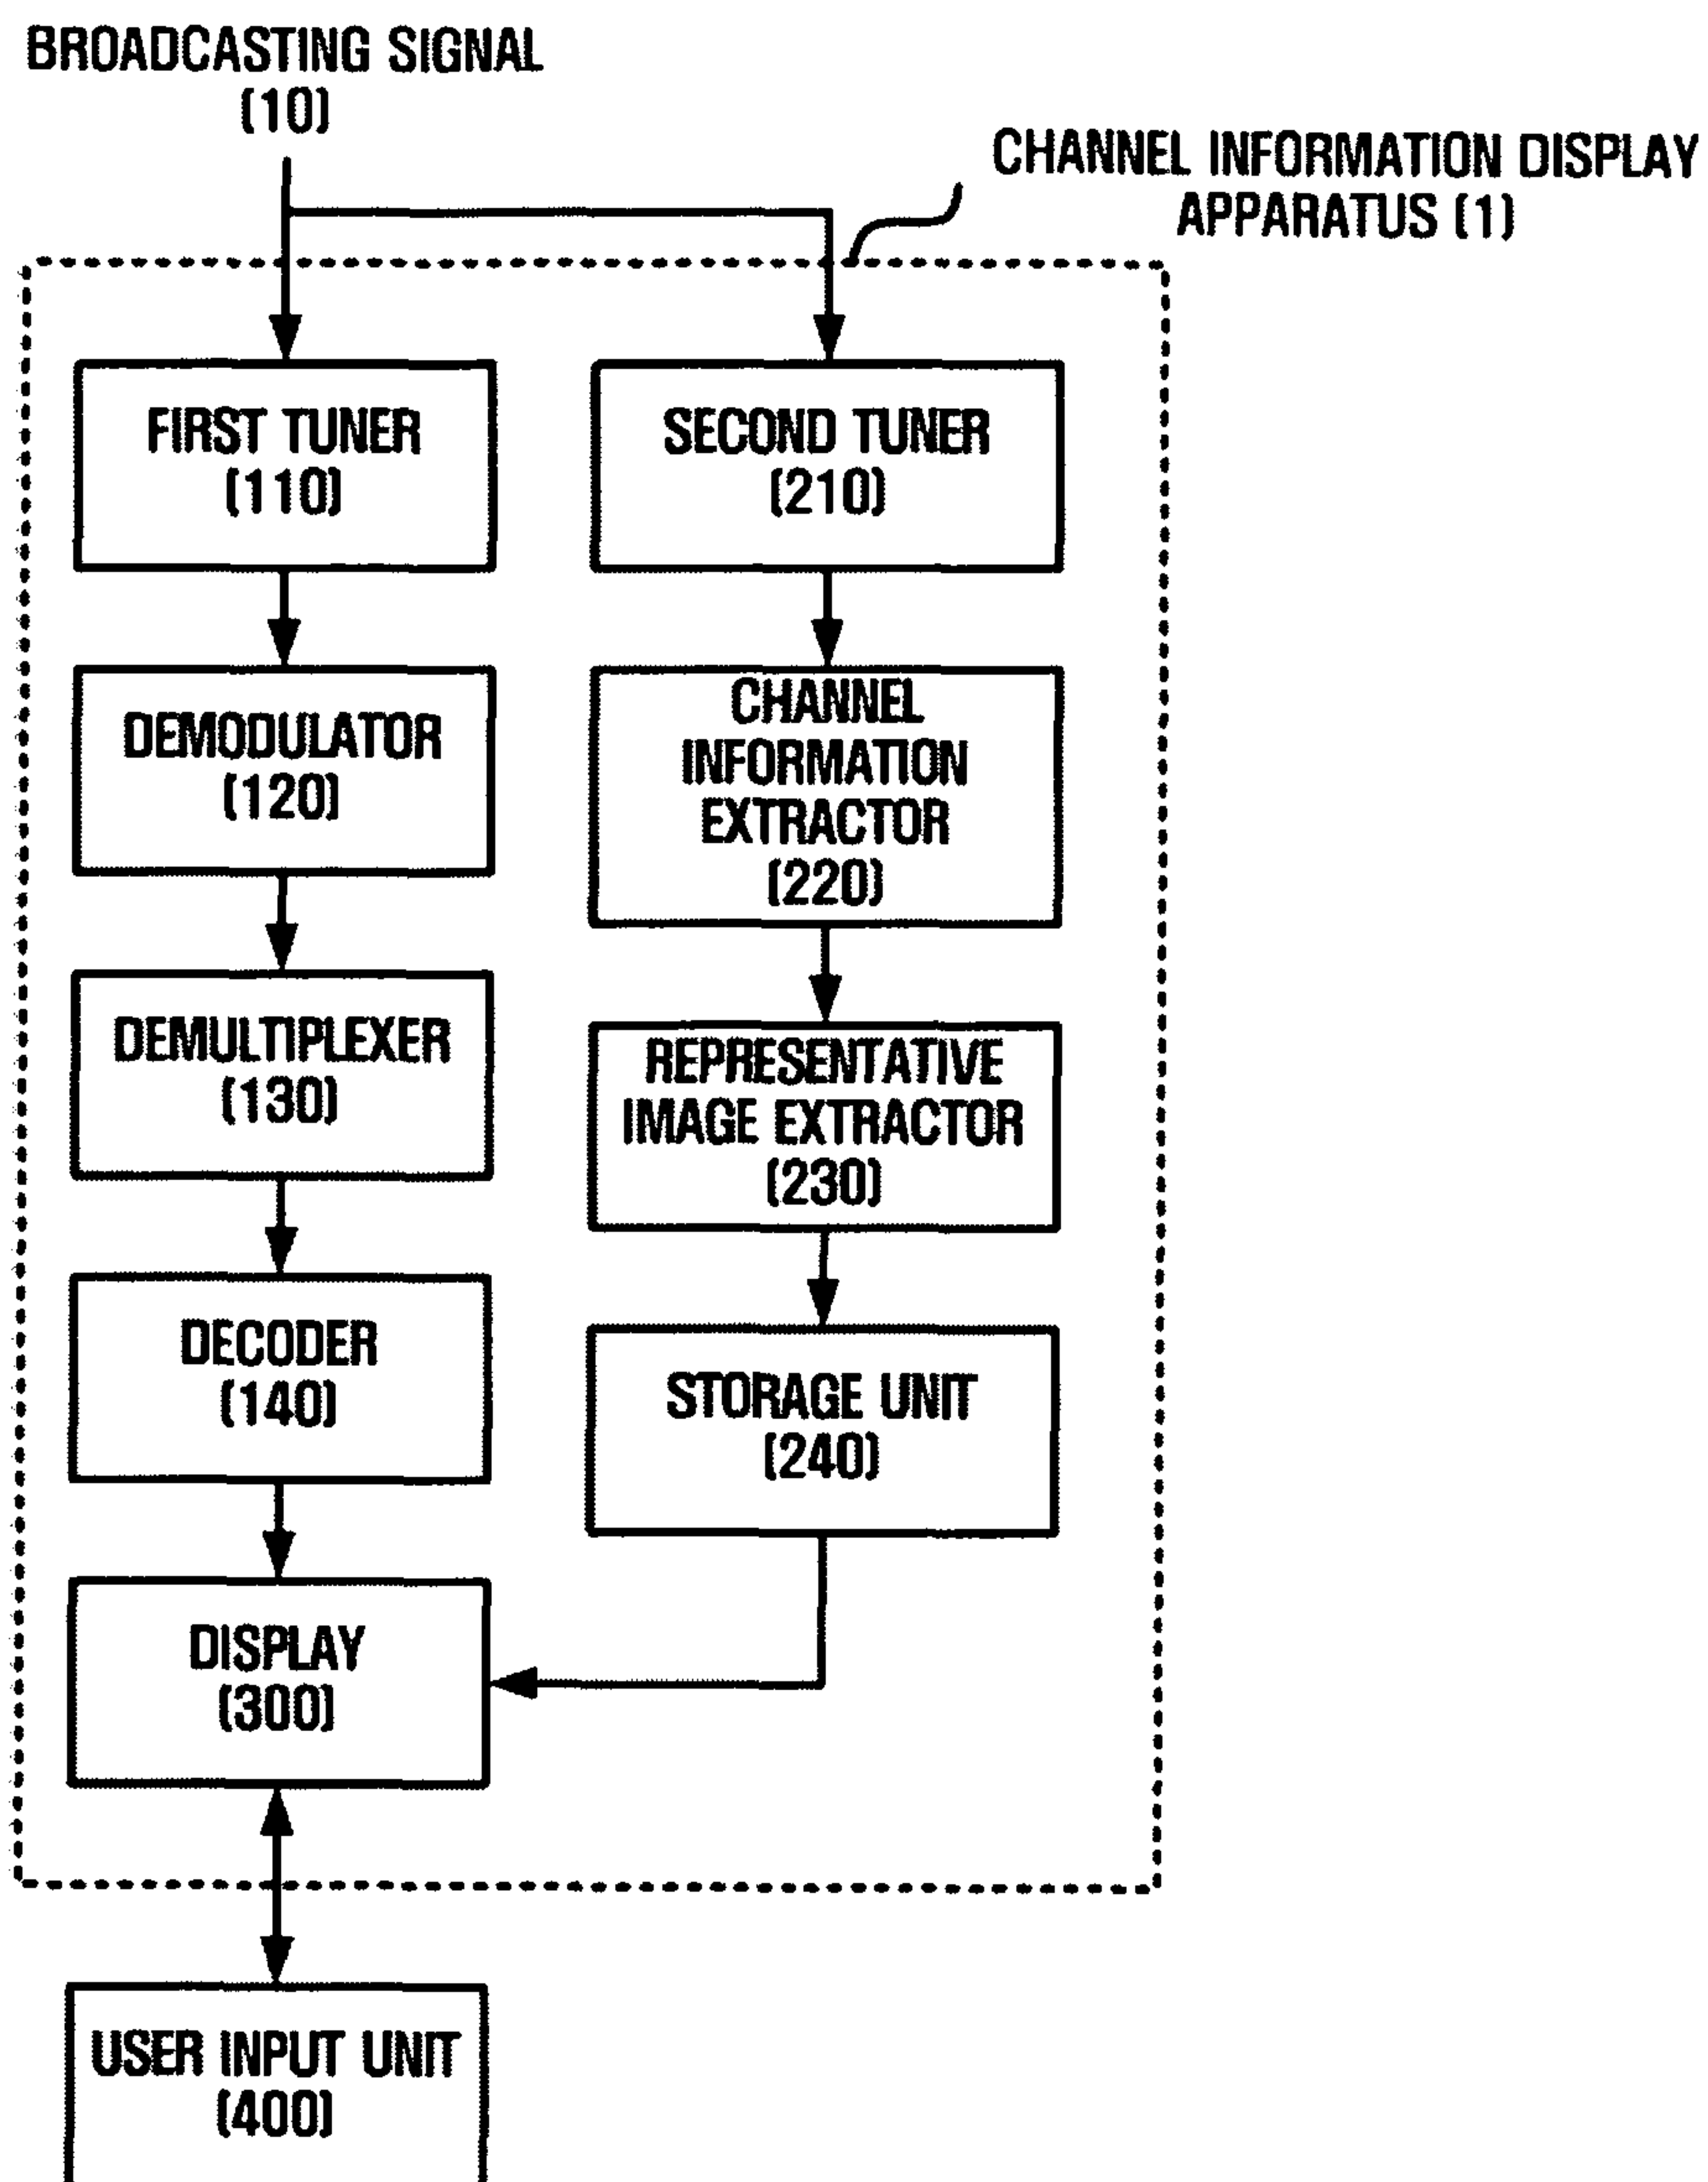 BROADCASTING SIGNAL
(10)
CHANNEL INFORMATION DISPLAY
APPARATUS (1)
FIRST TUNER
(110)
SECOND TUNER
(210)
DEMODULATOR
(120)
CHANNEL
INFORMATION
EXTRACTOR
(220)
DEMULTIPLEXER
(130)
REPRESENTATIVE
IMAGE EXTRACTOR
(230)
DECODER
(140)
STORAGE UNIT
(240)
DISPLAY
(300)
USER INPUT UNIT
(400)